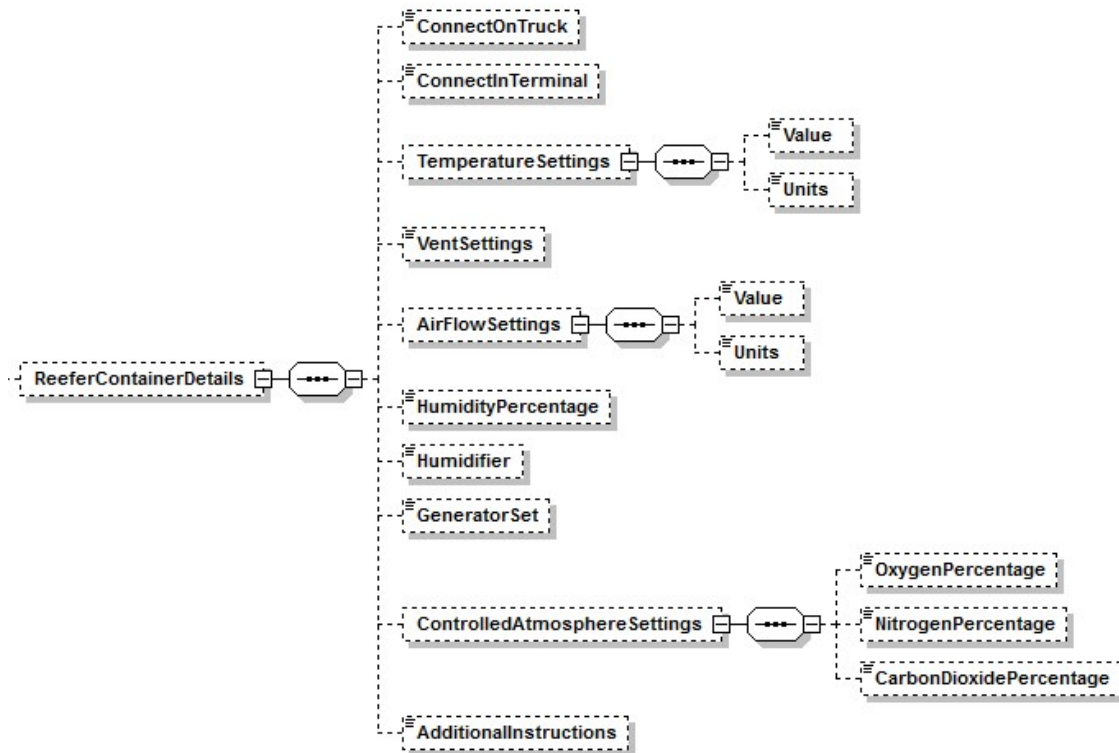 ConnectOnTruck
ConnectInTerminal
TemperatureSettings
Value
Units
VentSettings
AirFlowSettings
Value
Units
ReeferContainerDetails
HumidityPercentage
Humidifier
GeneratorSet
ControlledAtmosphereSettings
OxygenPercentage
NitrogenPercentage
CarbonDioxidePercentage
AdditionalInstructions